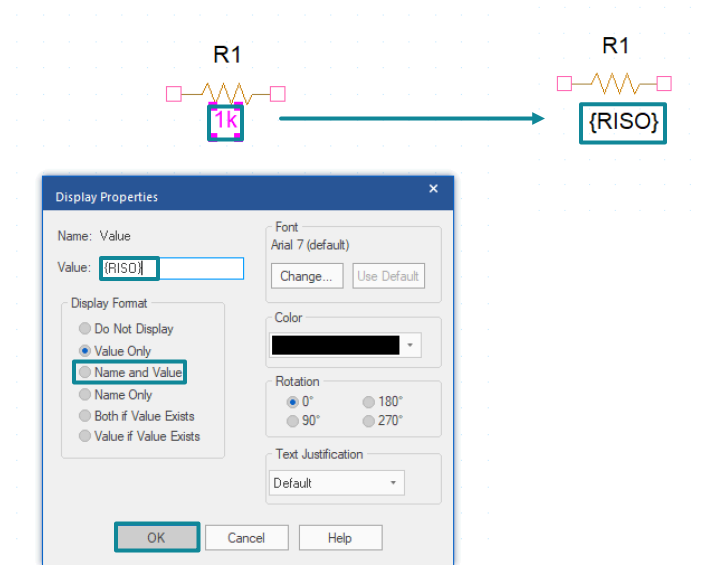 R1
1k
R1
{RISO}
Display Properties
×
Name: Value
Value: {RISO}
Display Format
Do Not Display
Value Only
Name and Value
Name Only
Both if Value Exists
Value if Value Exists
Font
Arial 7 (default)
Change... Use Default
Color
Rotation
0° 180°
90° 270°
Text Justification
Default
OK Cancel Help